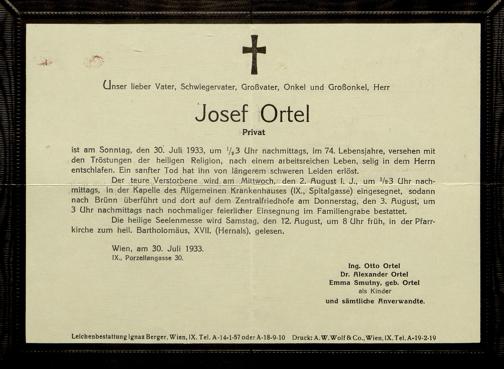 Unser lieber Vater, Schwiegervater, Großvater, Onkel und Großonkel, Herr
Josef Ortel
Privat
ist am Sonntag, den 30. Juli 1933, um ½3 Uhr nachmittags, im 74. Lebensjahre, versehen mit
den Tröstungen der heiligen Religion, nach einem arbeitsreichen Leben, selig in dem Herrn
entschlafen. Ein sanfter Tod hat ihn von längerem schweren Leiden erlöst.
Der teure Verstorbene wird am Mittwoch, den 2. August l. J., um ½3 Uhr nach-
mittags, in der Kapelle des Allgemeinen Krankenhauses (IX., Spitalgasse) eingesegnet, sodann
nach Brünn überführt und dort auf dem Zentralfriedhofe am Donnerstag, den 3. August, um
3 Uhr nachmittags nach nochmaliger feierlicher Einsegnung im Familiengrabe bestattet.
Die heilige Seelenmesse wird Samstag, den 12. August, um 8 Uhr früh, in der Pfarr-
kirche zum heil. Bartholomäus, XVII. (Hernals), gelesen.
Wien, am 30 Juli 1933.
IX., Porzellangasse 30.
Ing. Otto Ortel
Dr. Alexander Ortel
Emma Smutny, geb. Ortel
als Kinder
und sämtliche Anverwandte.
Leichenbestattung Ignaz Berger, Wien, IX. Tel. A-14-1-57 oder A-18-9-10 Druck: A. W. Wolf & Co., Wien, IX. Tel. A-19-2-19